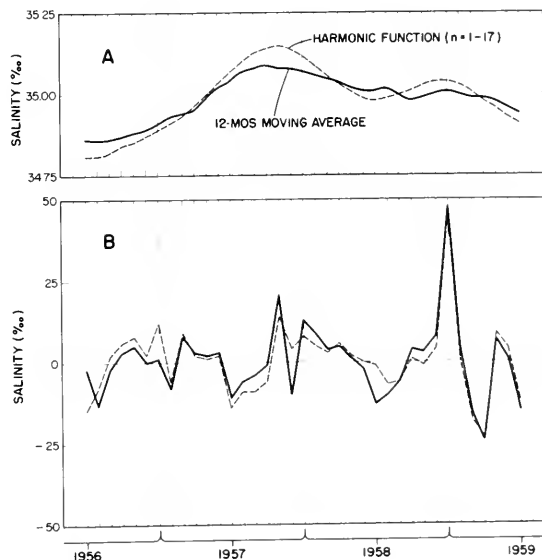 35.25
A
HARMONIC FUNCTION (n=1-17)
35.00
12-MOS MOVING AVERAGE
SALINITY (‰)
34.75
50
B
25
SALINITY (‰)
0
-25
-50
1956
1957
1958
1959